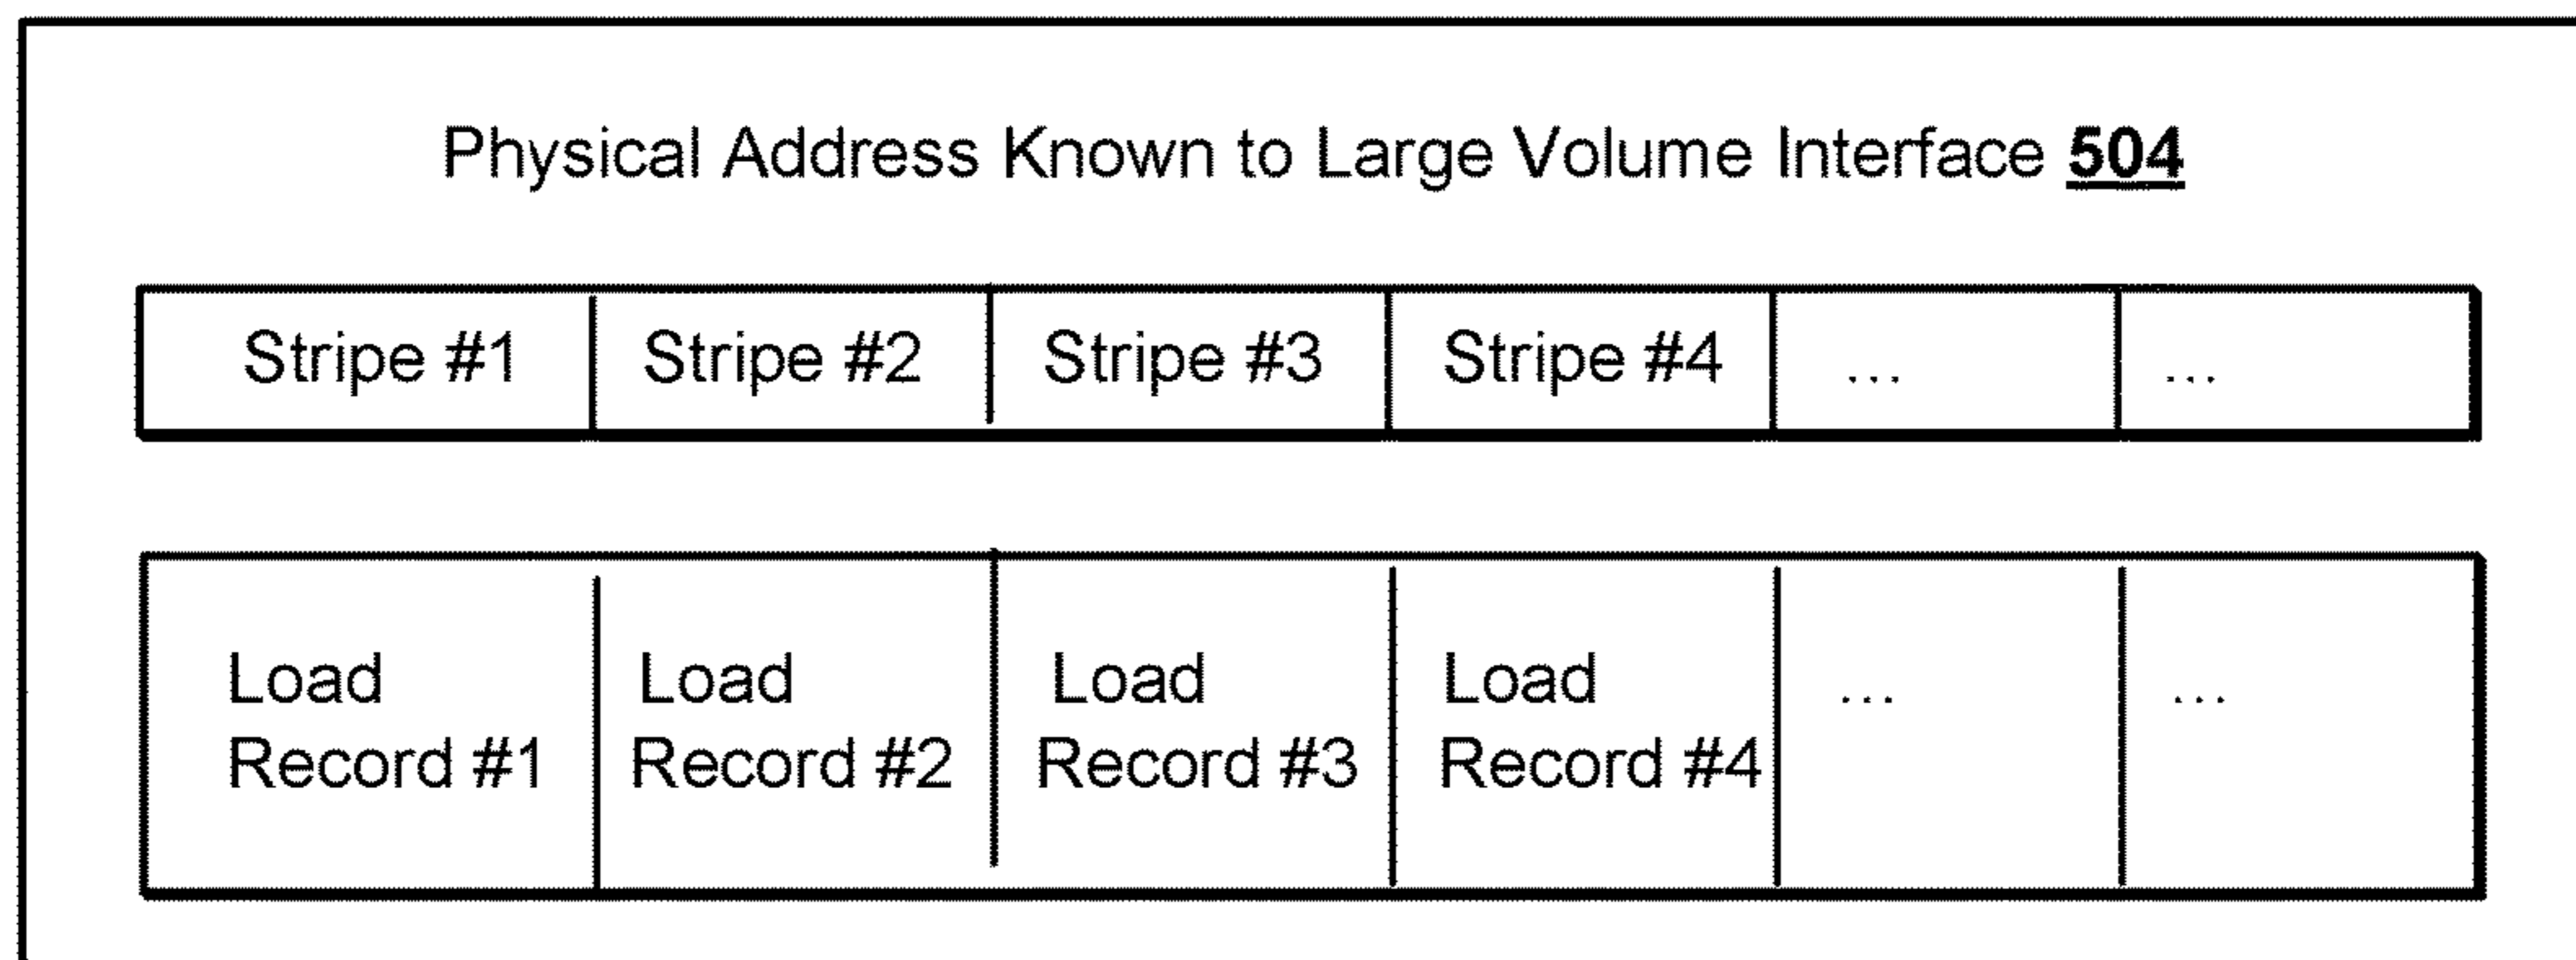 Physical Address Known to Large Volume Interface 504
Stripe #1 Stripe #2 Stripe #3 Stripe #4 ... ...
Load Load Load Load ... ...
Record #1 Record #2 Record #3 Record #4